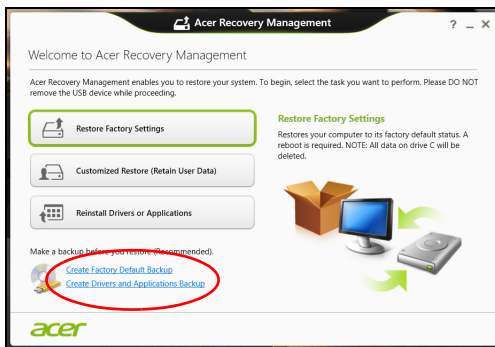 Acer Recovery Management
? _ X
Welcome to Acer Recovery Management
Acer Recovery Management enables you to restore your system. To begin, select the task you want to perform. Please DO NOT
remove the USB device while proceeding.
Restore Factory Settings
Customized Restore (Retain User Data)
Reinstall Drivers or Applications
Restore Factory Settings
Restores your computer to its factory default status. A
reboot is required. NOTE: All data on drive C will be
deleted.
Make a backup before you restore (Recommended).
Create Factory Default Backup
Create Drivers and Applications Backup
acer